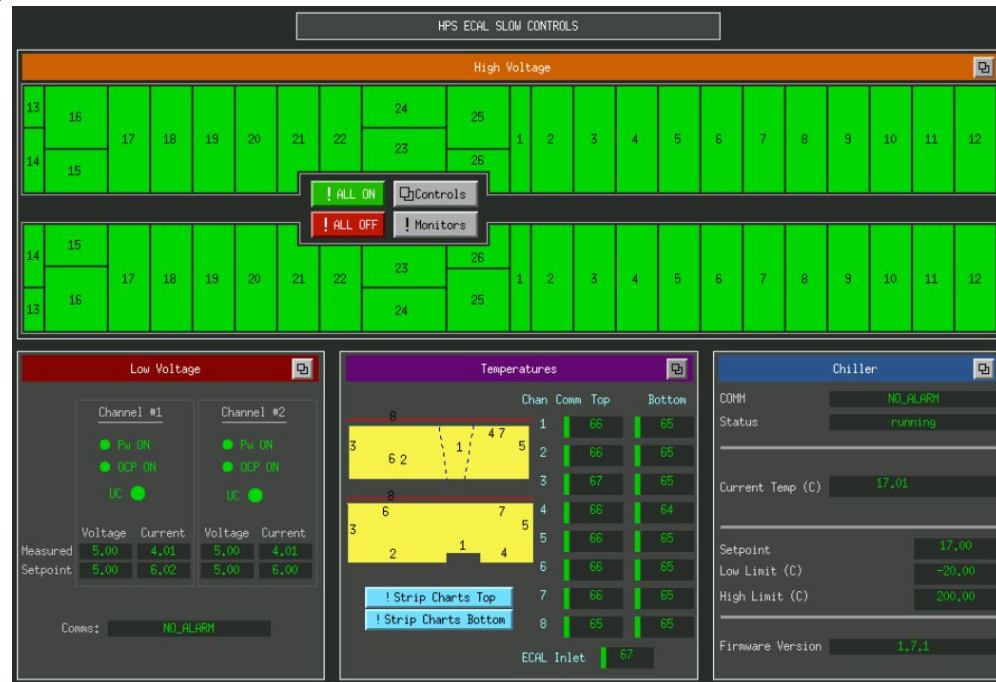 HPS ECAL SLOW CONTROLS
High Voltage
13 16 17 18 19 20 21 22 24 25 1 2 3 4 5 6 7 8 9 10 11 12
14 15 23 26
! ALL ON Controls
! ALL OFF ! Monitors
14 15 17 18 19 20 21 22 23 26 1 2 3 4 5 6 7 8 9 10 11 12
13 16 24 25
Low Voltage
Channel #1 Channel #2
Pw ON Pw ON
OCP ON OCP ON
UC UC
Voltage Current Voltage Current
Measured 5.00 4.01 5.00 4.01
Setpoint 5.00 6.02 5.00 6.00
Comms: NO_ALARM
Temperatures
8
3 6 2 1 4 7 5
8
3 6 7 5
2 1 4
! Strip Charts Top
! Strip Charts Bottom
Chan Comm Top Bottom
1 66 65
2 66 65
3 67 65
4 66 64
5 66 65
6 66 65
7 66 65
8 65 65
ECAL Inlet 67
Chiller
COMM NO_ALARM
Status running
Current Temp (C) 17.01
Setpoint 17.00
Low Limit (C) -20.00
High Limit (C) 200.00
Firmware Version 1.7.1